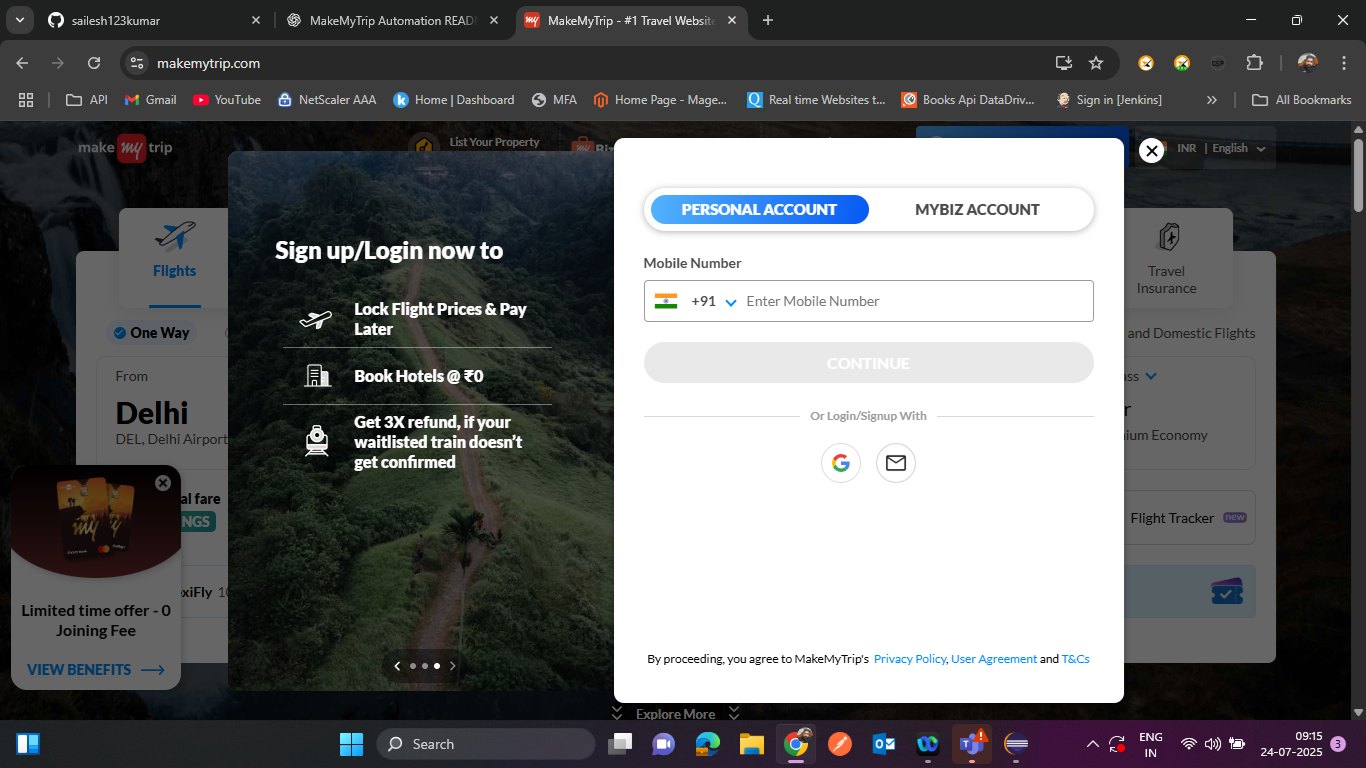 sailesh123kumar
MakeMyTrip Automation READ
MakeMyTrip - #1 Travel Website
makemytrip.com
API
Gmail
YouTube
NetScaler AAA
Home | Dashboard
MFA
Home Page - Mage...
Real time Websites t...
Books Api DataDriv...
Sign in [Jenkins]
All Bookmarks
make my trip
List Your Property
INR | English
Flights
Travel
Insurance
One Way
and Domestic Flights
From
Delhi
DEL, Delhi Airport
Economy
al fare
NGS
Flight Tracker new
exiFly
Sign up/Login now to
Lock Flight Prices & Pay
Later
Book Hotels @ ₹0
Get 3X refund, if your
waitlisted train doesn't
get confirmed
PERSONAL ACCOUNT
MYBIZ ACCOUNT
Mobile Number
+91 Enter Mobile Number
CONTINUE
Or Login/Signup With
By proceeding, you agree to MakeMyTrip's Privacy Policy, User Agreement and T&Cs
my
Limited time offer - 0
Joining Fee
VIEW BENEFITS
Explore More
Search
ENG
IN
09:15
24-07-2025
3